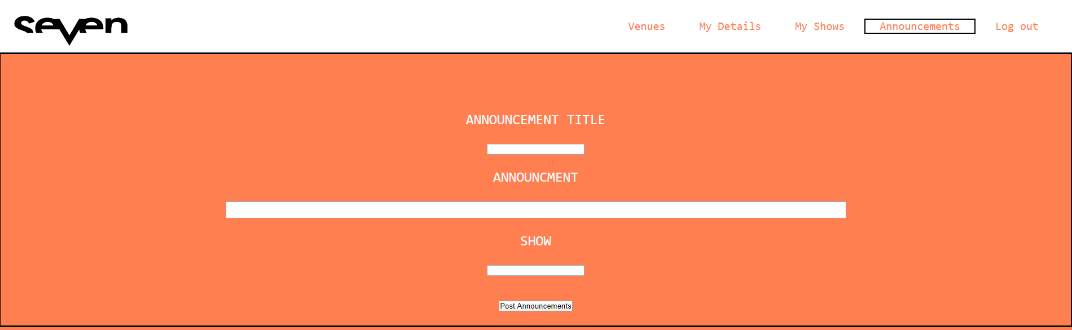 seven
Venues My Details My Shows Announcements Log out
ANNOUNCEMENT TITLE
ANNOUNCMENT
SHOW
Post Announcements